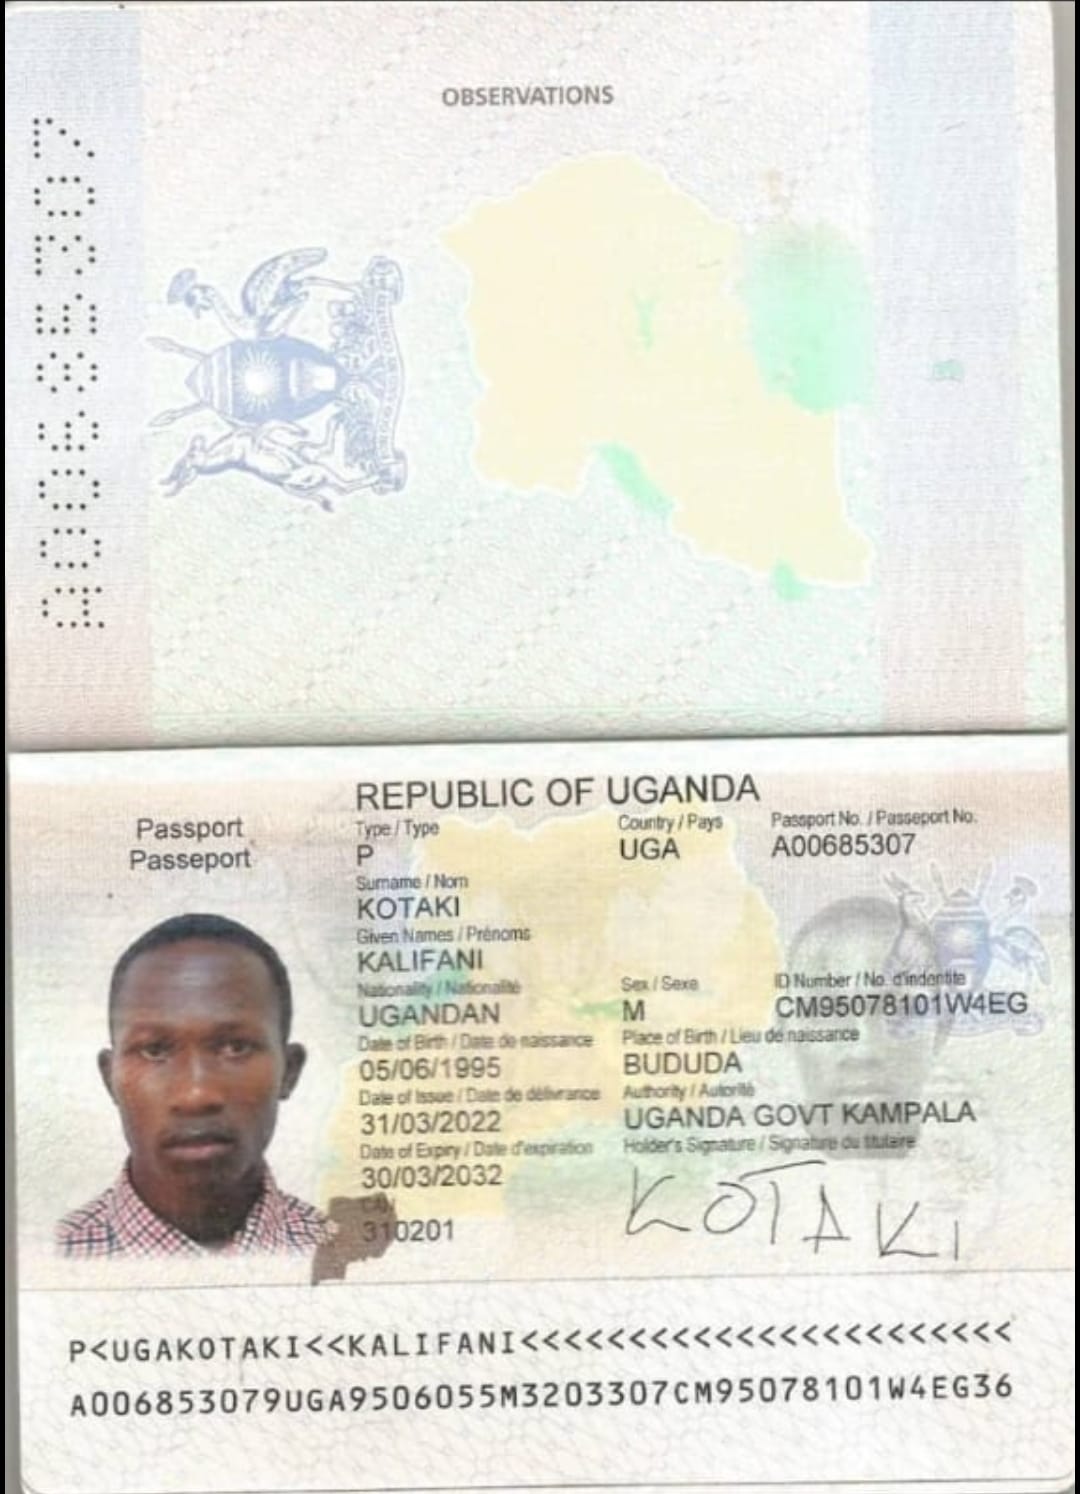 OBSERVATIONS
A00685307
REPUBLIC OF UGANDA
Passport
Passeport
Type / Type
P
Country / Pays
UGA
Passport No. / Passeport No.
A00685307
Surname / Nom
KOTAKI
Given Names / Prénoms
KALIFANI
Nationality / Nationalité
UGANDAN
Sex / Sexe
M
ID Number / No. d'indentite
CM95078101W4EG
Date of Birth / Date de naissance
05/06/1995
Place of Birth / Lieu de naissance
BUDUDA
Date of Issue / Date de délivrance
31/03/2022
Authority / Autorité
UGANDA GOVT KAMPALA
Date of Expiry / Date d'expiration
30/03/2032
Holder's Signature / Signature du titulaire
KOTAKI
310201
P<UGAKOTAKI<<KALIFANI<<<<<<<<<<<<<<<<<<<<<<<
A006853079UGA9506055M3203307CM95078101W4EG36